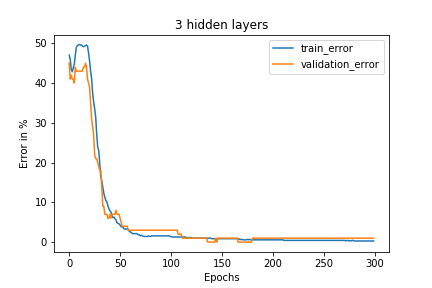 3 hidden layers
train_error
validation_error
Error in %
50
40
30
20
10
0
0 50 100 150 200 250 300
Epochs